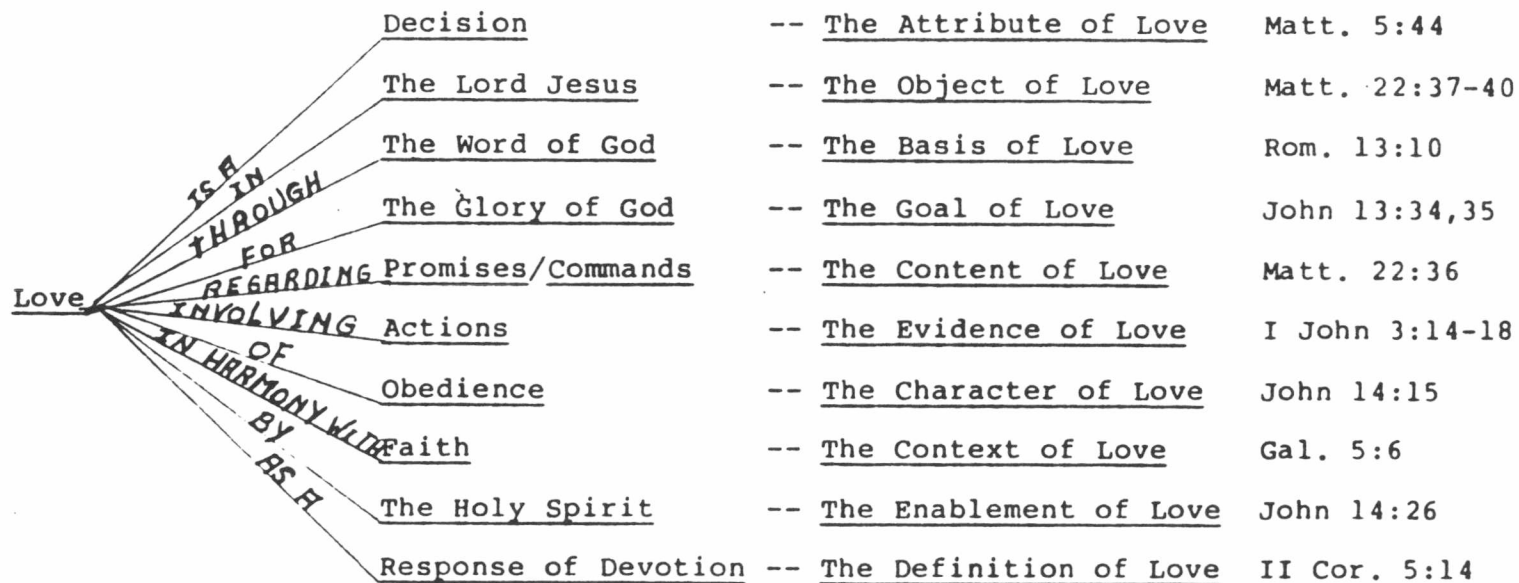 Decision -- The Attribute of Love Matt. 5:44
The Lord Jesus -- The Object of Love Matt. 22:37-40
The Word of God -- The Basis of Love Rom. 13:10
The Glory of God -- The Goal of Love John 13:34,35
Promises/Commands -- The Content of Love Matt. 22:36
Love
Actions -- The Evidence of Love I John 3:14-18
Obedience -- The Character of Love John 14:15
Faith -- The Context of Love Gal. 5:6
The Holy Spirit -- The Enablement of Love John 14:26
Response of Devotion -- The Definition of Love II Cor. 5:14
IS A
IN
THROUGH
FOR
REGARDING
INVOLVING
OF
IN HARMONY WITH
BY
AS A